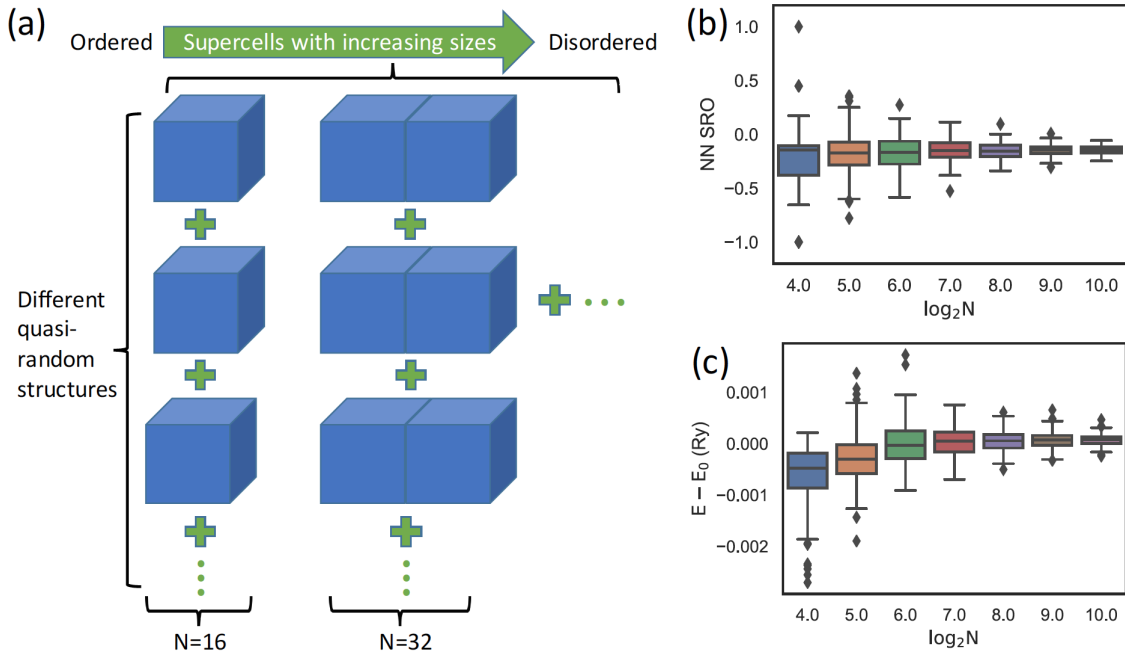 (a)
Ordered
Supercells with increasing sizes
Disordered
Different
quasi-
random
structures
N=16
N=32
(b)
NN SRO
1.0
0.5
0.0
−0.5
−1.0
4.0 5.0 6.0 7.0 8.0 9.0 10.0
log₂N
(c)
E − E₀ (Ry)
0.001
0.000
−0.001
−0.002
4.0 5.0 6.0 7.0 8.0 9.0 10.0
log₂N